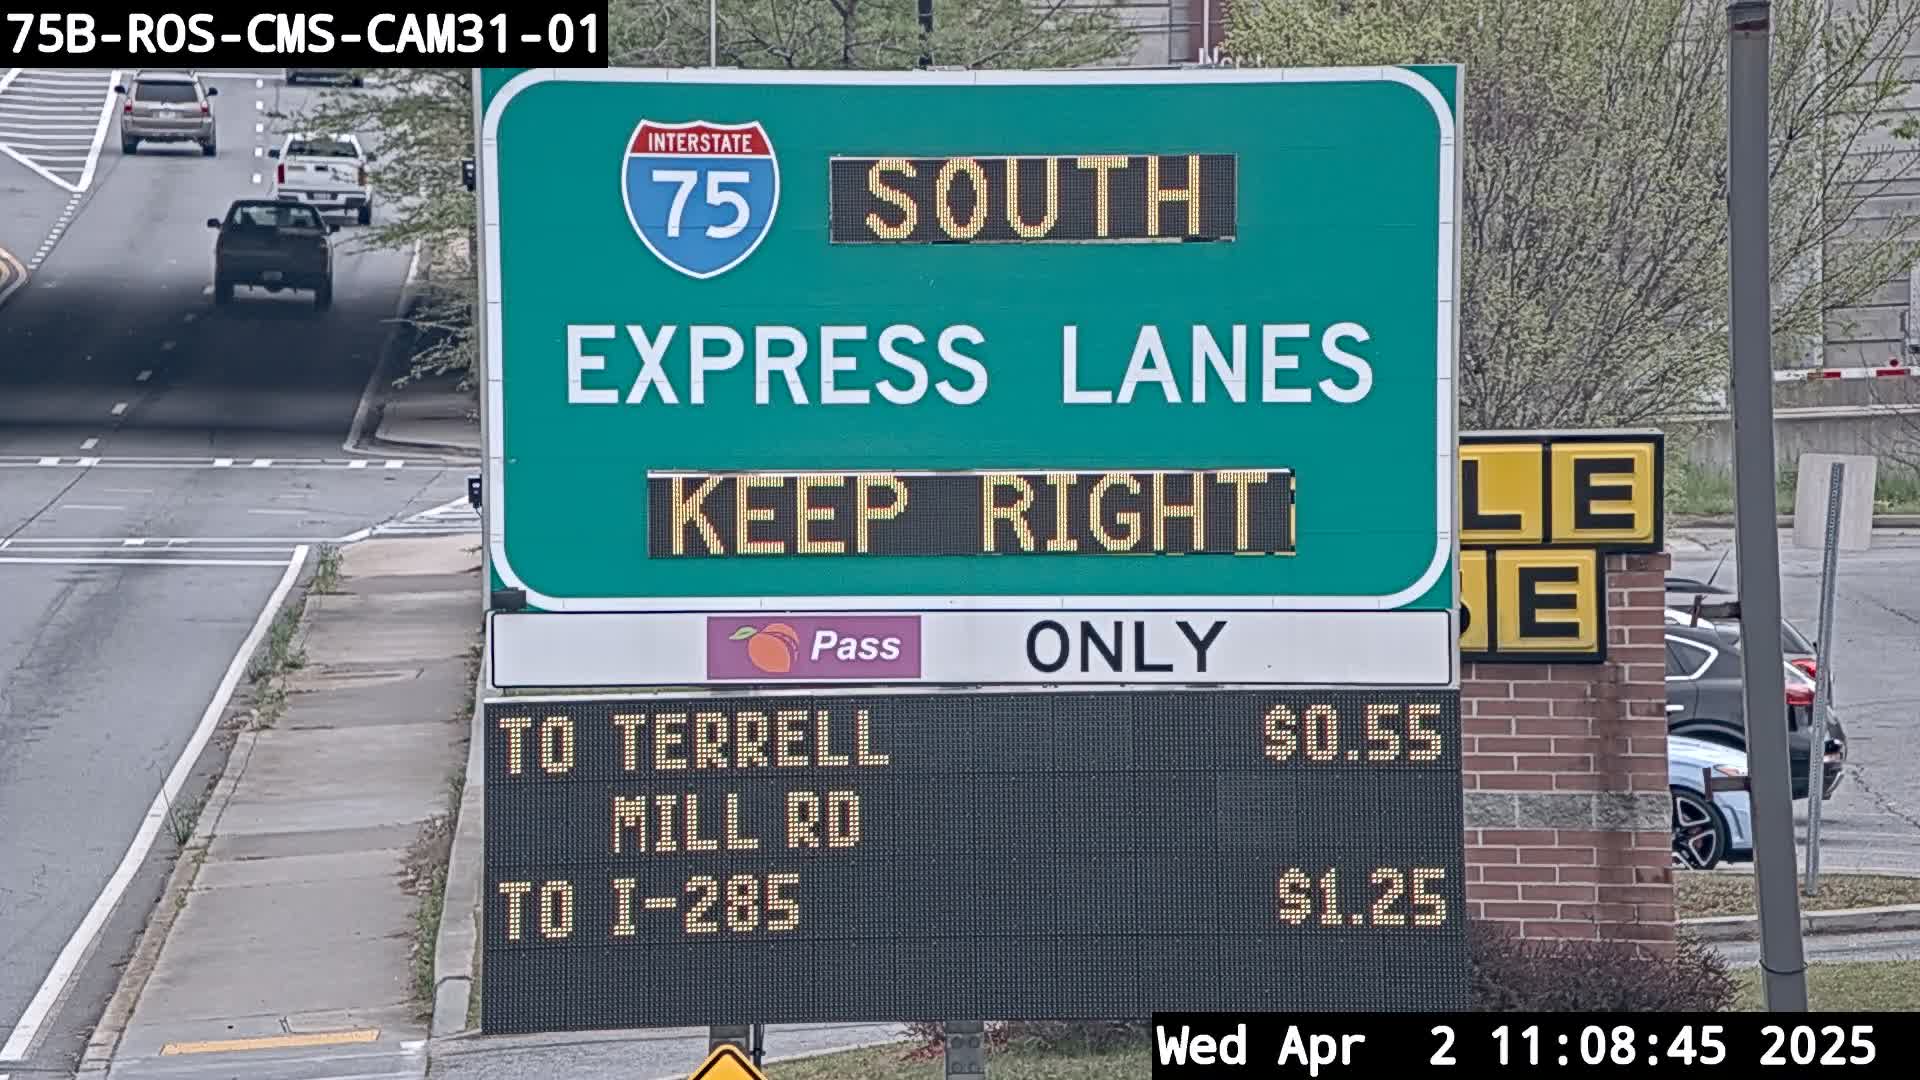 75B-ROS-CMS-CAM31-01
INTERSTATE
75
SOUTH
EXPRESS LANES
KEEP RIGHT
Pass ONLY
TO TERRELL $0.55
MILL RD
TO I-285 $1.25
LE
E
Wed Apr 2 11:08:45 2025